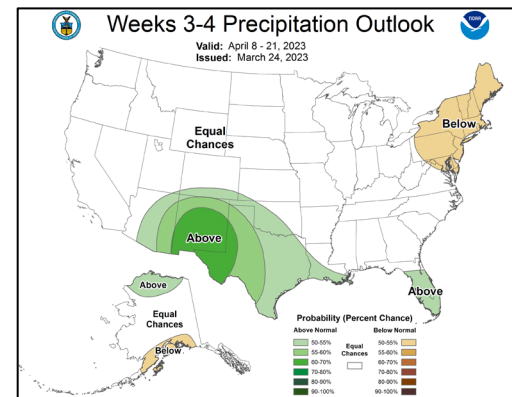 Weeks 3-4 Precipitation Outlook
Valid: April 8 - 21, 2023
Issued: March 24, 2023
NOAA
Equal
Chances
Below
Above
Above
Above
Equal
Chances
Below
Probability (Percent Chance)
Above Normal
Below Normal
Equal
Chances
50-55%
55-60%
60-70%
70-80%
80-90%
90-100%
50-55%
55-60%
60-70%
70-80%
80-90%
90-100%